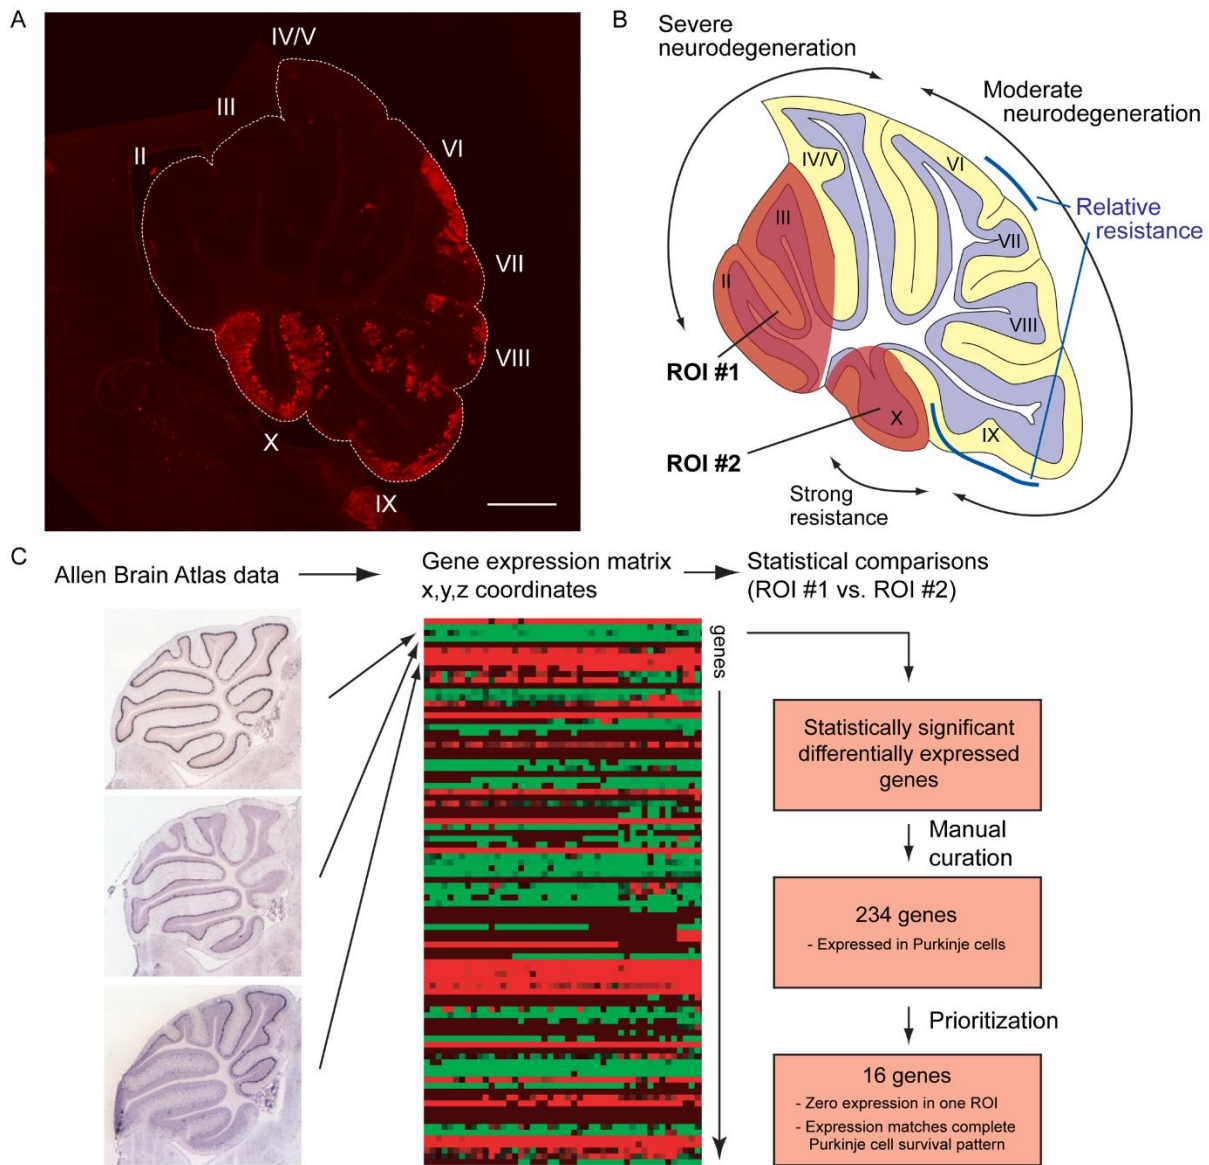 A
IV/V
III
II
VI
VII
VIII
X
IX
B
Severe
neurodegeneration
Moderate
neurodegeneration
IV/V
VI
III
Relative
resistance
VII
II
VIII
ROI #1
X
IX
ROI #2
Strong
resistance
C
Allen Brain Atlas data
Gene expression matrix
x,y,z coordinates
Statistical comparisons
(ROI #1 vs. ROI #2)
genes
Statistically significant
differentially expressed
genes
Manual
curation
234 genes
- Expressed in Purkinje cells
Prioritization
16 genes
- Zero expression in one ROI
- Expression matches complete
Purkinje cell survival pattern